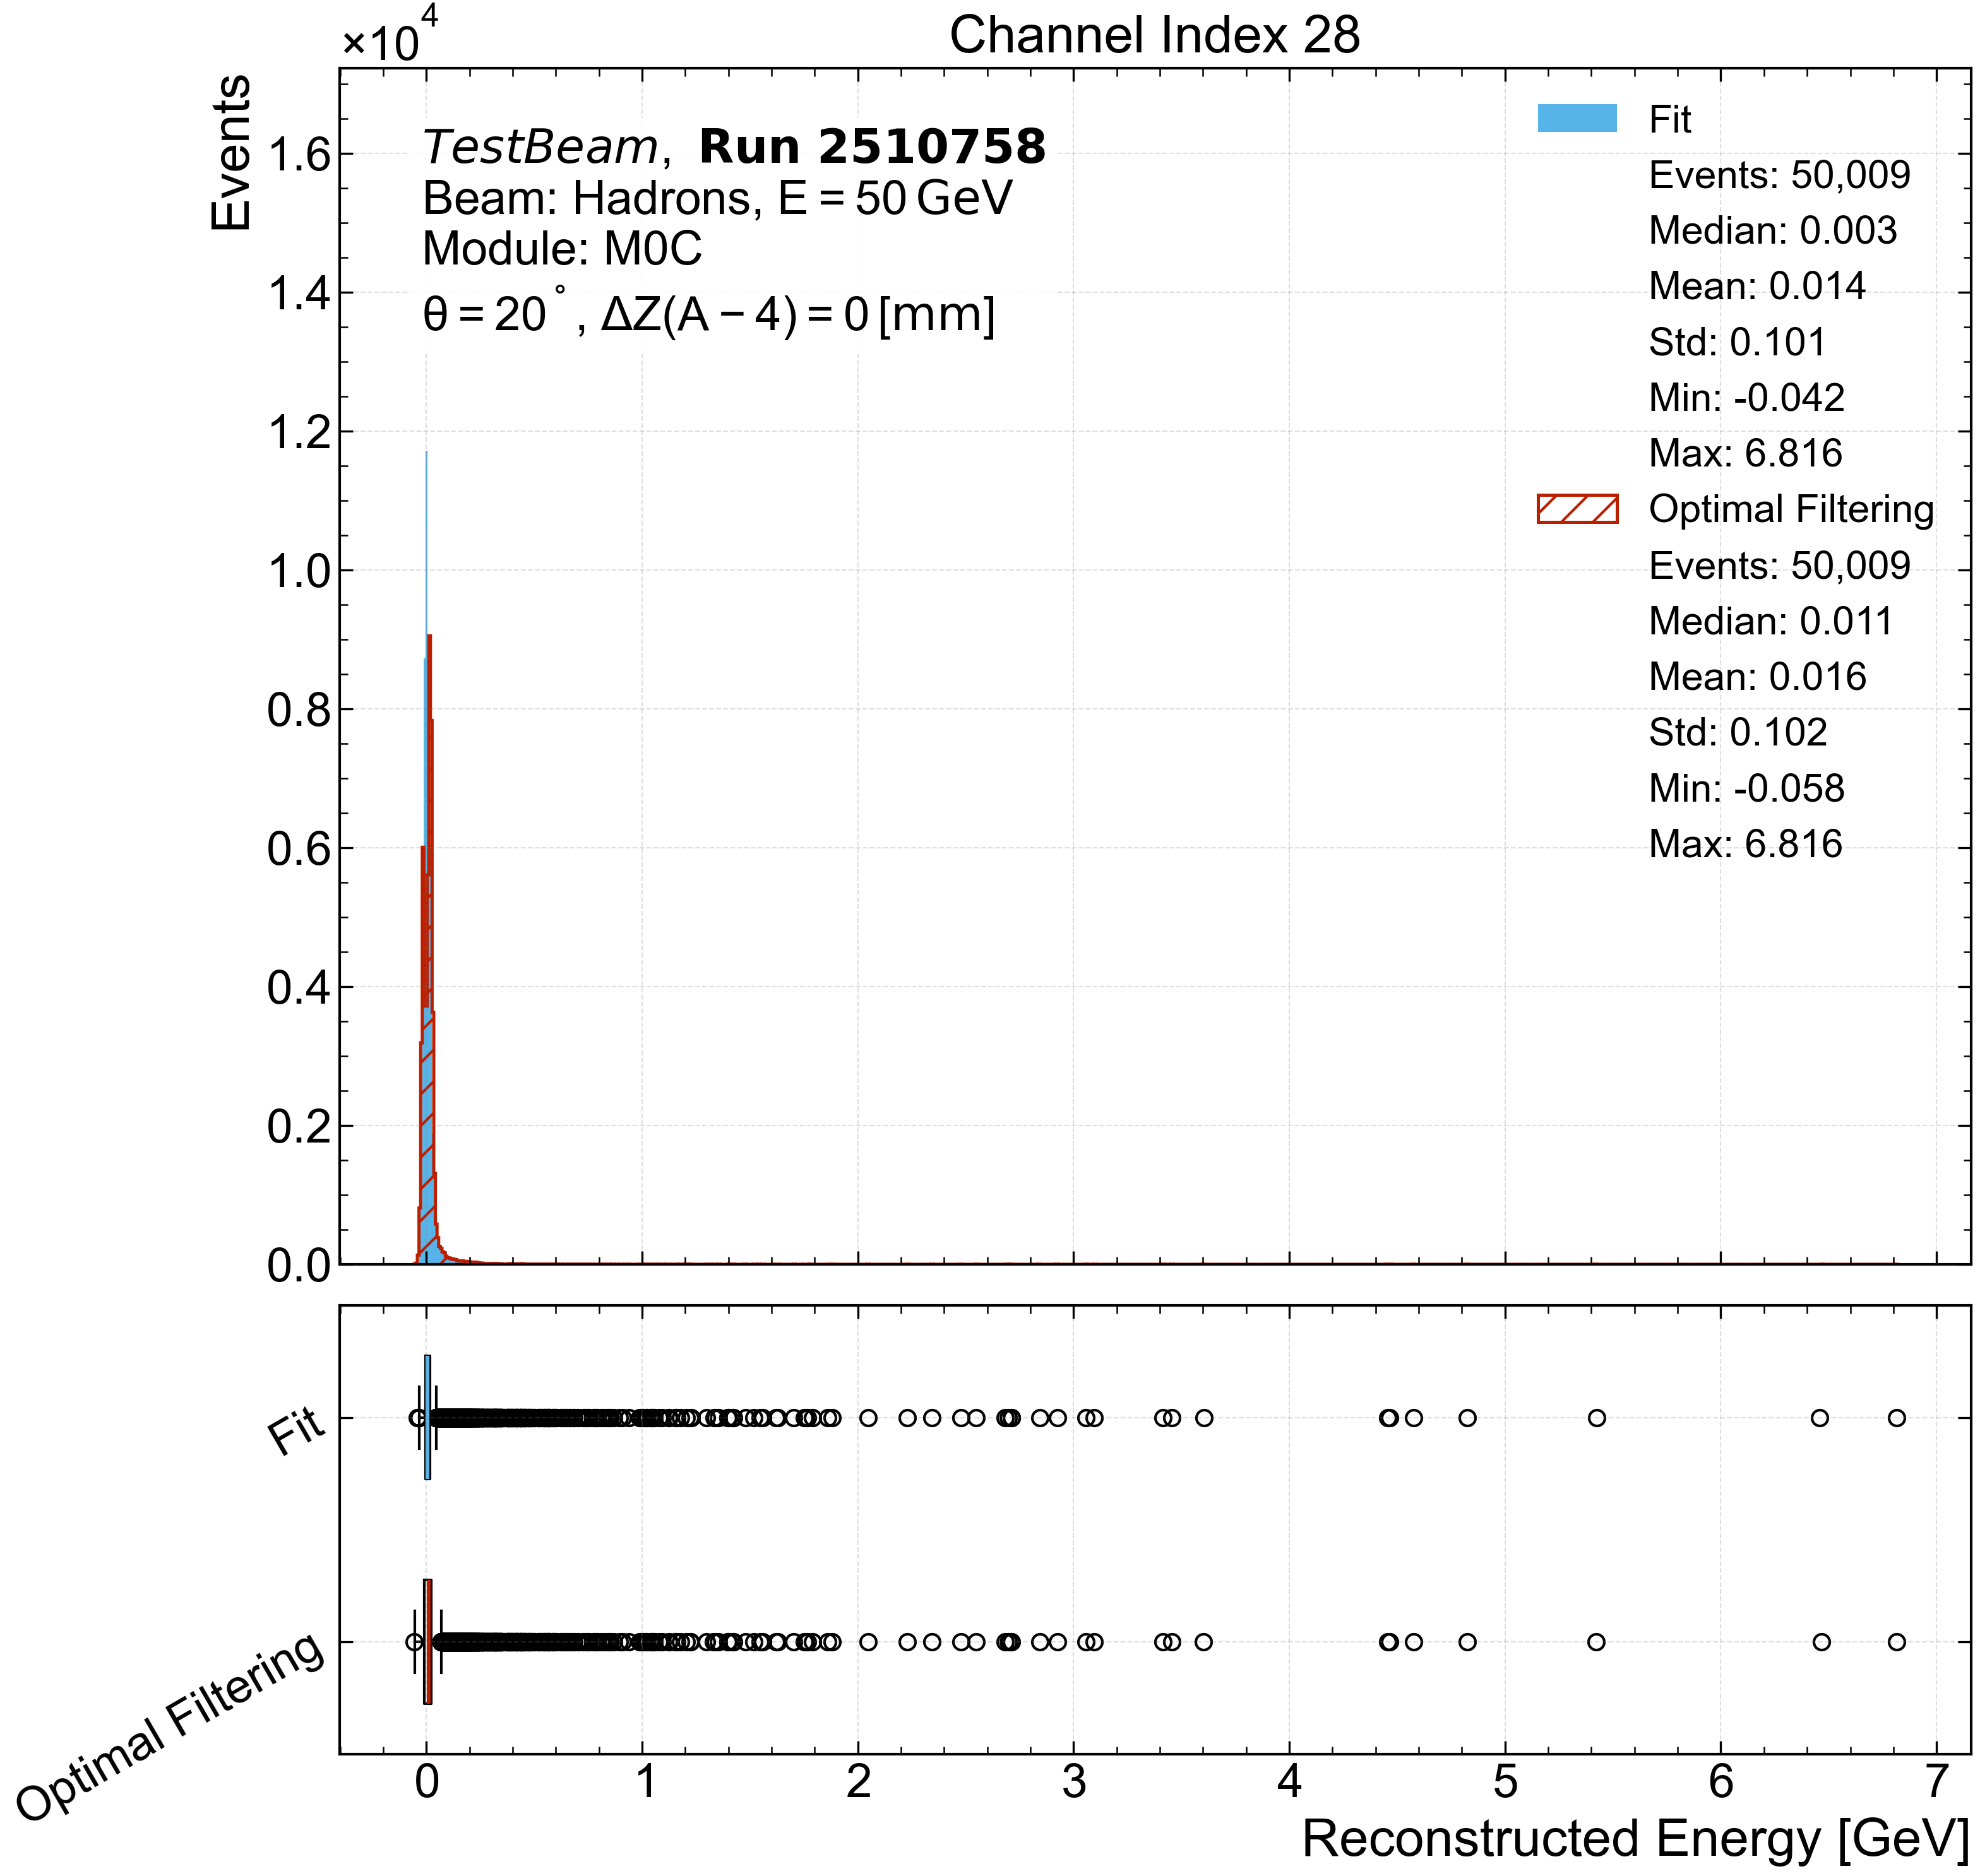 Channel Index 28
×10⁴
Events
TestBeam, Run 2510758
Beam: Hadrons, E = 50 GeV
Module: M0C
θ = 20°, ΔZ(A − 4) = 0 [mm]
Fit
Events: 50,009
Median: 0.003
Mean: 0.014
Std: 0.101
Min: -0.042
Max: 6.816
Optimal Filtering
Events: 50,009
Median: 0.011
Mean: 0.016
Std: 0.102
Min: -0.058
Max: 6.816
1.6
1.4
1.2
1.0
0.8
0.6
0.4
0.2
0.0
Fit
Optimal Filtering
0 1 2 3 4 5 6 7
Reconstructed Energy [GeV]